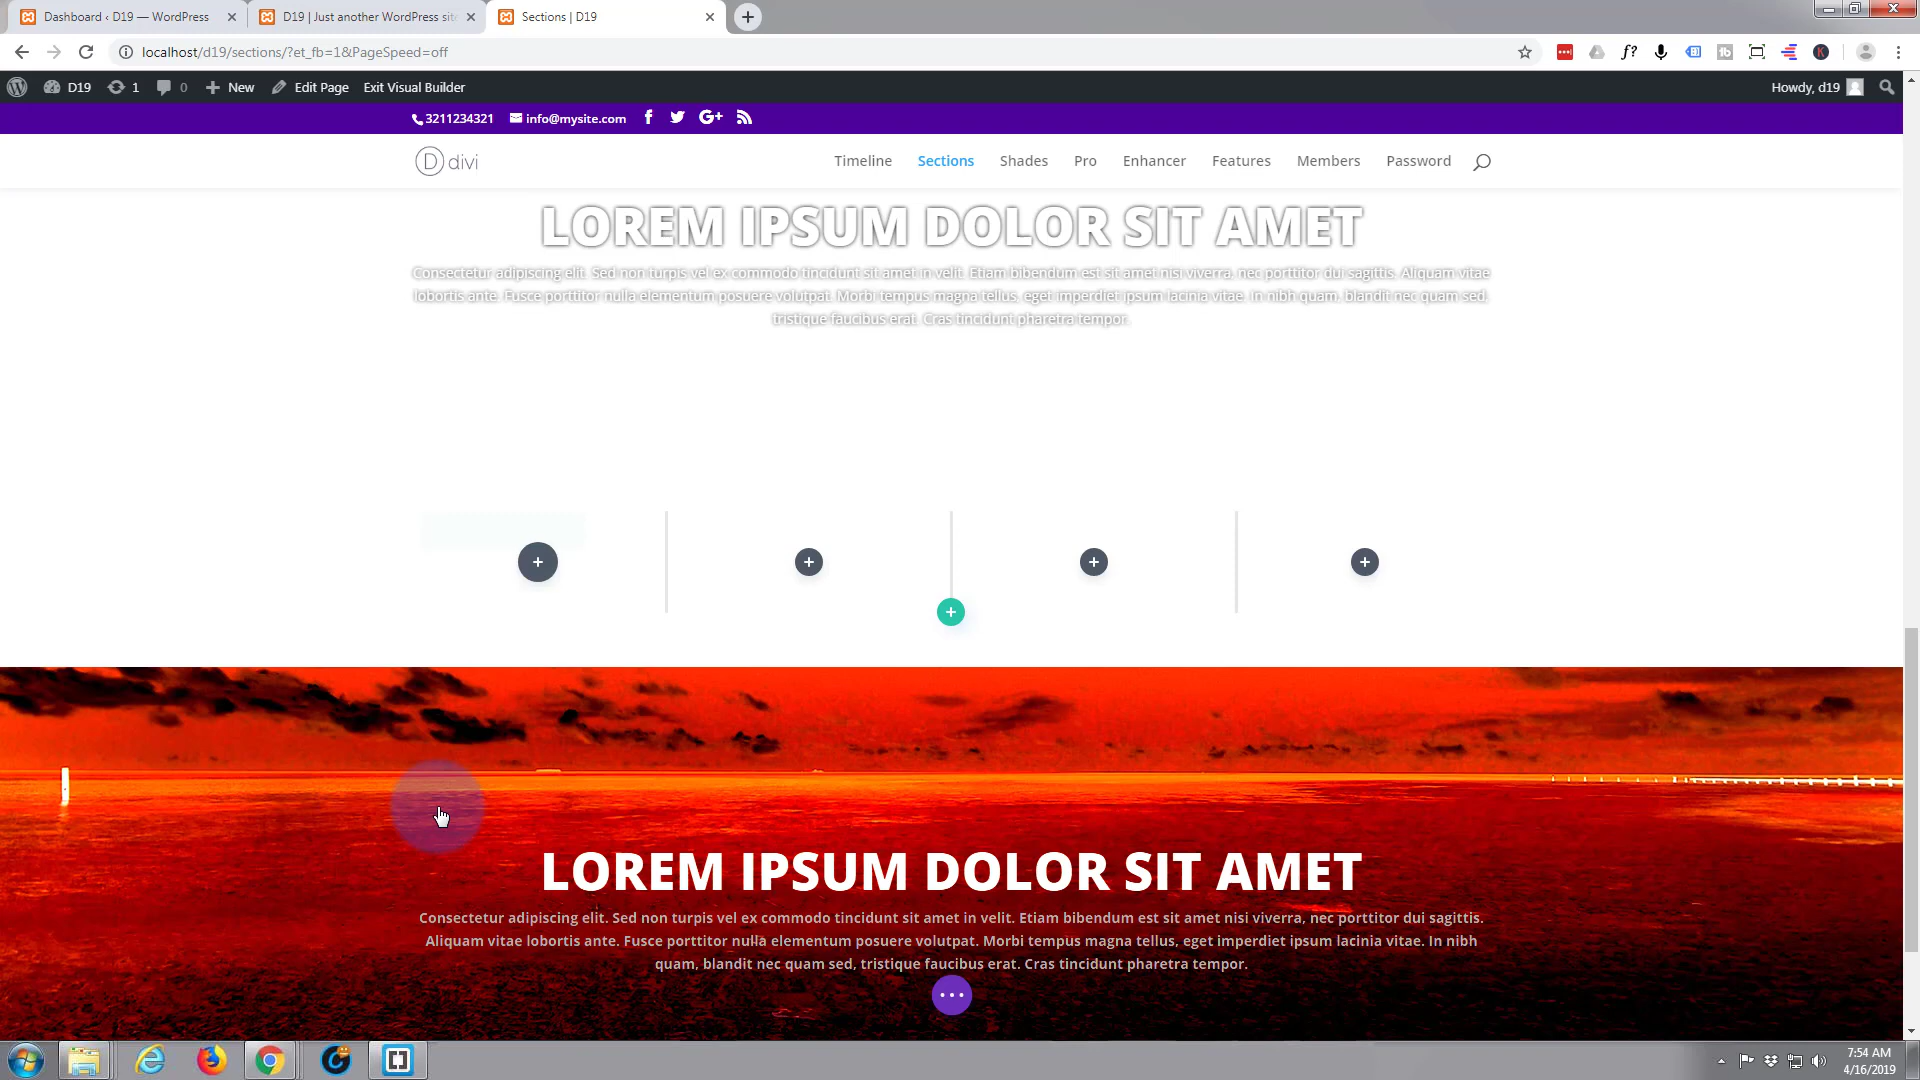 Dashboard ‹ D19 — WordPress
D19 | Just another WordPress site
Sections | D19
localhost/d19/sections/?et_fb=1&PageSpeed=off
D19 1 0 New Edit Page Exit Visual Builder Howdy, d19
3211234321 info@mysite.com
divi Timeline Sections Shades Pro Enhancer Features Members Password
LOREM IPSUM DOLOR SIT AMET
Consectetur adipiscing elit. Sed non turpis vel ex commodo tincidunt sit amet in velit. Etiam bibendum est sit amet nisi viverra, nec porttitor dui sagittis. Aliquam vitae
lobortis ante. Fusce porttitor nulla elementum posuere volutpat. Morbi tempus magna tellus, eget imperdiet ipsum lacinia vitae. In nibh quam, blandit nec quam sed,
tristique faucibus erat. Cras tincidunt pharetra tempor.
LOREM IPSUM DOLOR SIT AMET
Consectetur adipiscing elit. Sed non turpis vel ex commodo tincidunt sit amet in velit. Etiam bibendum est sit amet nisi viverra, nec porttitor dui sagittis.
Aliquam vitae lobortis ante. Fusce porttitor nulla elementum posuere volutpat. Morbi tempus magna tellus, eget imperdiet ipsum lacinia vitae. In nibh
quam, blandit nec quam sed, tristique faucibus erat. Cras tincidunt pharetra tempor.
7:54 AM
4/16/2019